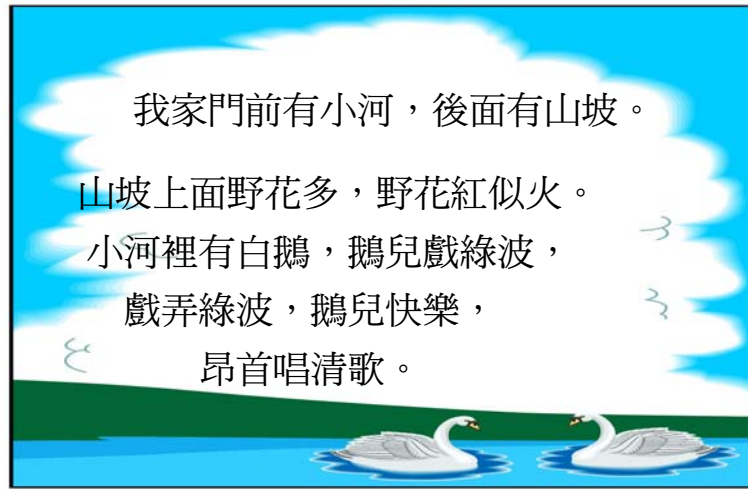 我家門前有小河，後面有山坡。
山坡上面野花多，野花紅似火。
小河裡有白鵝，鵝兒戲綠波，
戲弄綠波，鵝兒快樂，
昂首唱清歌。